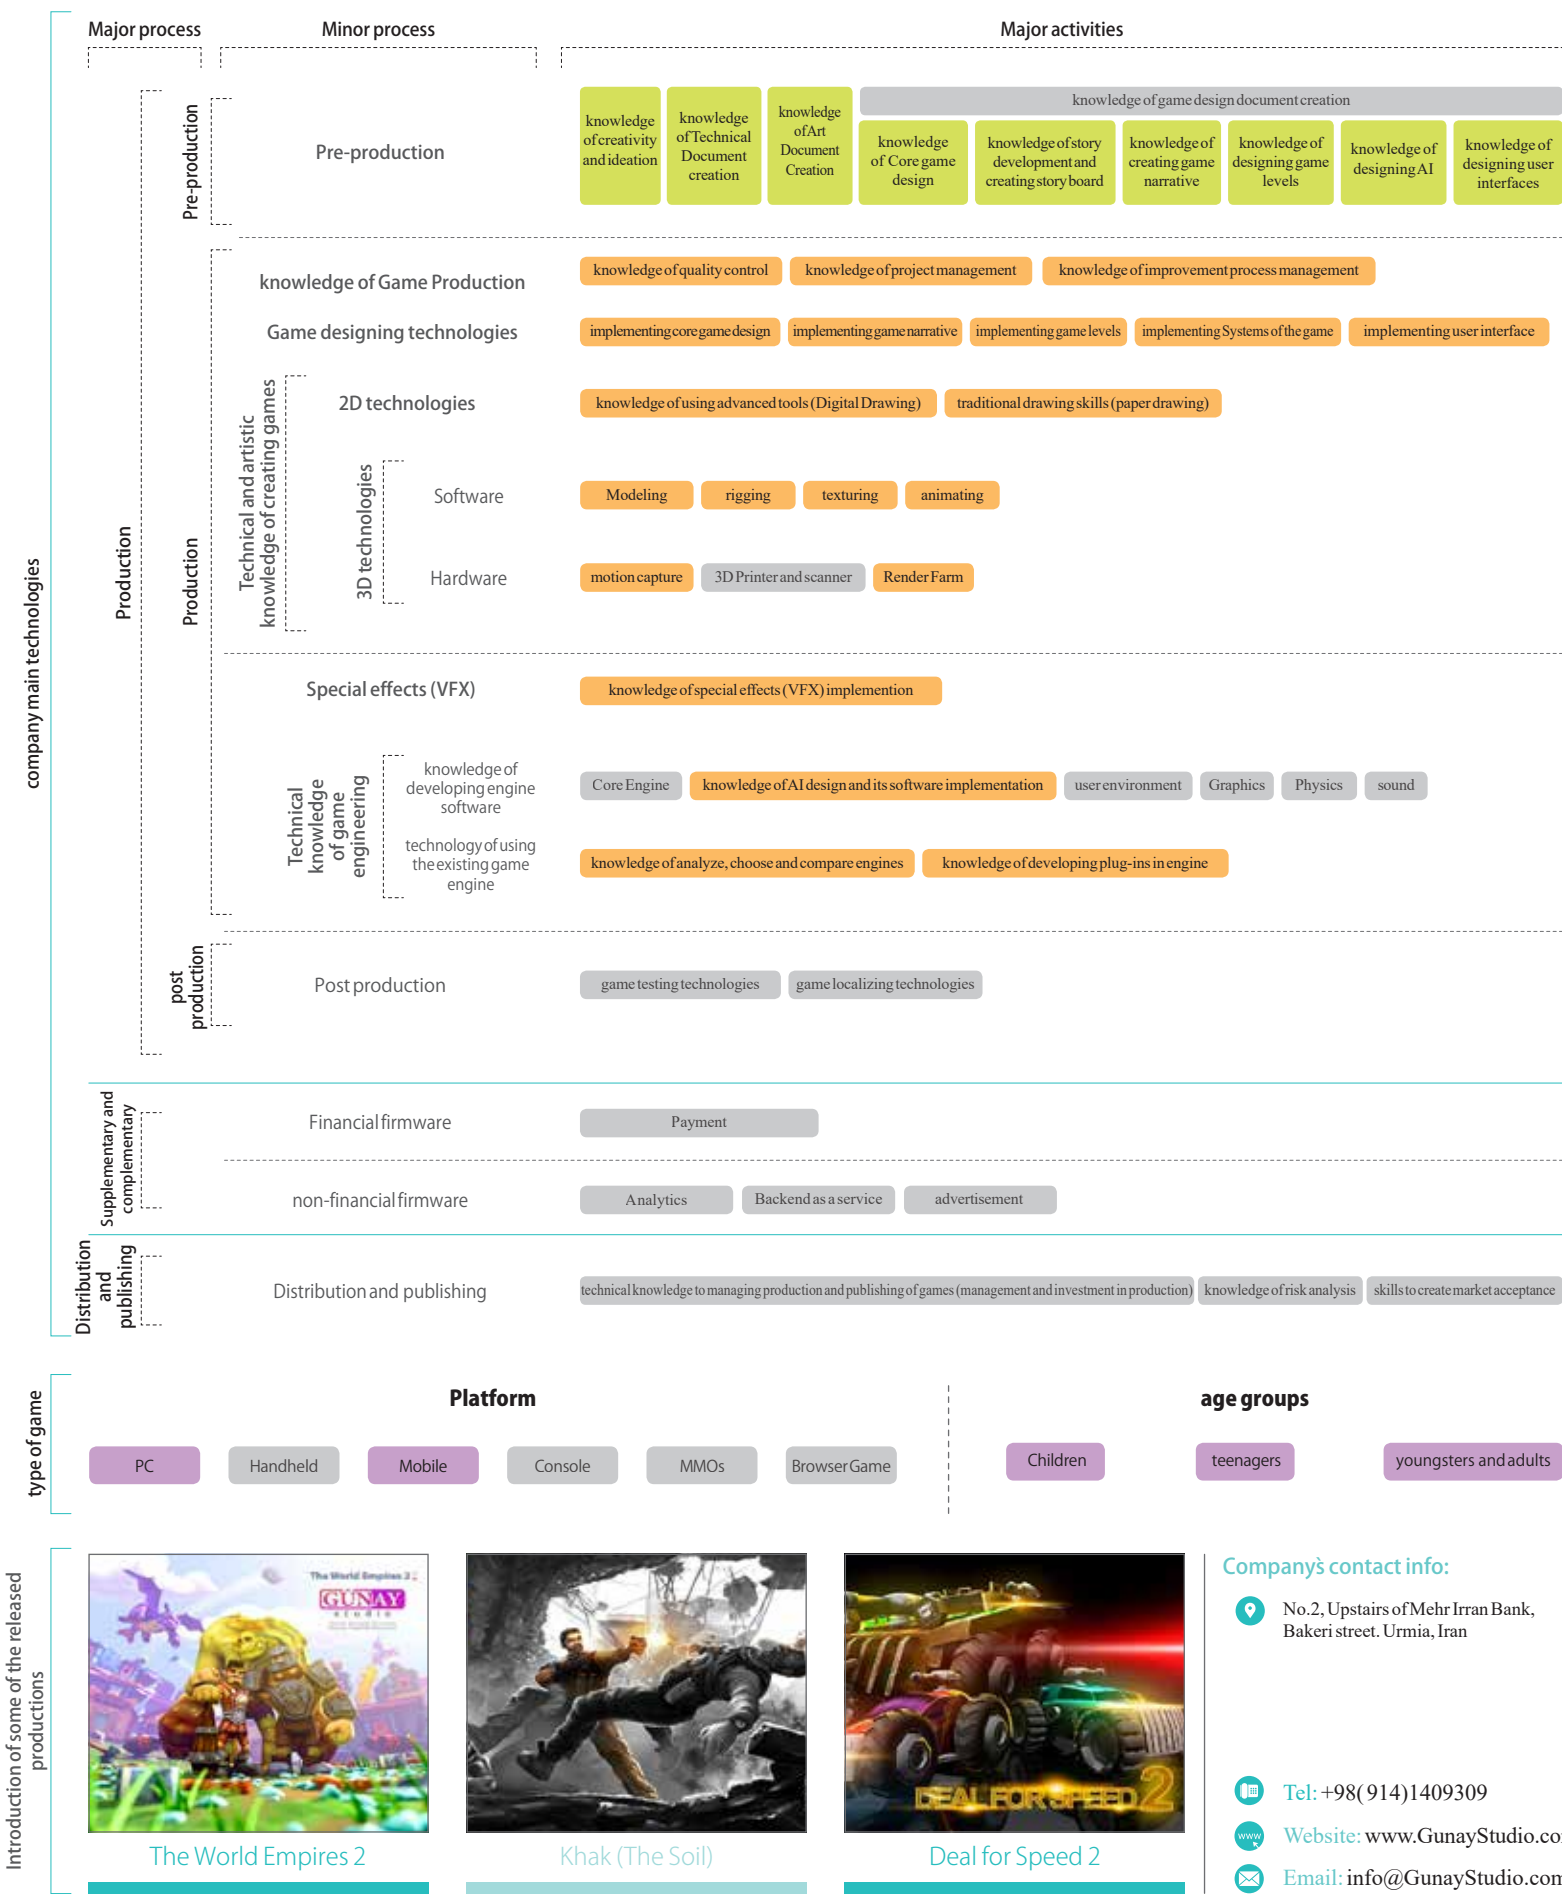 Major process
Minor process
Major activities
company main technologies
Production
Pre-production
Pre-production
knowledge
of creativity
and ideation
knowledge
of Technical
Document
creation
knowledge
of Art
Document
Creation
knowledge of game design document creation
knowledge
of Core game
design
knowledge of story
development and
creating story board
knowledge of
creating game
narrative
knowledge of
designing game
levels
knowledge of
designing AI
knowledge of
designing user
interfaces
Production
knowledge of Game Production
knowledge of quality control
knowledge of project management
knowledge of improvement process management
Game designing technologies
implementing core game design
implementing game narrative
implementing game levels
implementing Systems of the game
implementing user interface
Technical and artistic
knowledge of creating games
2D technologies
knowledge of using advanced tools (Digital Drawing)
traditional drawing skills (paper drawing)
3D technologies
Software
Modeling
rigging
texturing
animating
Hardware
motion capture
3D Printer and scanner
Render Farm
Special effects (VFX)
knowledge of special effects (VFX) implemention
Technical
knowledge
of game
engineering
knowledge of
developing engine
software
Core Engine
knowledge of AI design and its software implementation
user environment
Graphics
Physics
sound
technology of using
the existing game
engine
knowledge of analyze, choose and compare engines
knowledge of developing plug-ins in engine
post
production
Post production
game testing technologies
game localizing technologies
Supplementary and
complementary
Financial firmware
Payment
non-financial firmware
Analytics
Backend as a service
advertisement
Distribution
and
publishing
Distribution and publishing
technical knowledge to managing production and publishing of games (management and investment in production)
knowledge of risk analysis
skills to create market acceptance
type of game
Platform
PC
Handheld
Mobile
Console
MMOs
Browser Game
age groups
Children
teenagers
youngsters and adults
Introduction of some of the released
productions
The World Empires 2
GUNAY
studio
The World Empires 2
Khak (The Soil)
DEAL FOR SPEED 2
Deal for Speed 2
Company`s contact info:
No.2, Upstairs of Mehr Irran Bank,
Bakeri street. Urmia, Iran
Tel: +98( 914)1409309
www
Website: www.GunayStudio.co
Email: info@GunayStudio.com